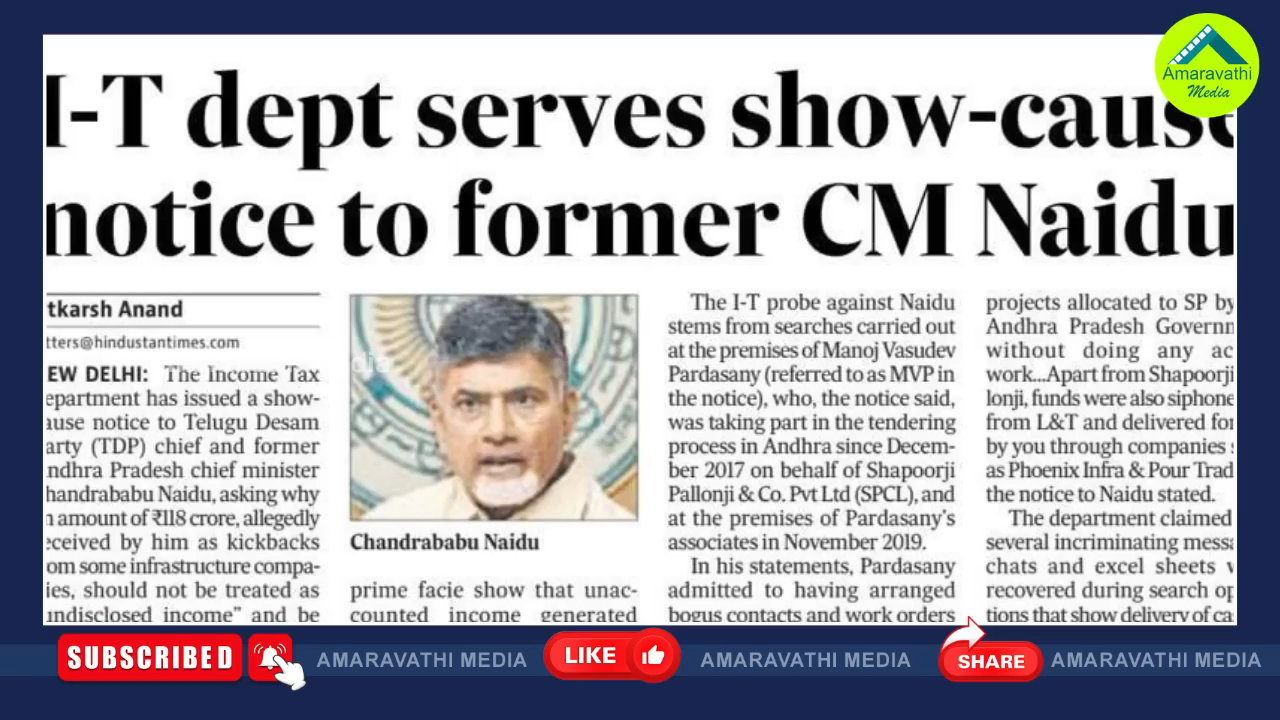 Amaravathi
Media
I-T dept serves show-cause
notice to former CM Naidu
tkarsh Anand
tters@hindustantimes.com
EW DELHI: The Income Tax
epartment has issued a show-
ause notice to Telugu Desam
arty (TDP) chief and former
ndhra Pradesh chief minister
handrababu Naidu, asking why
n amount of ₹118 crore, allegedly
eceived by him as kickbacks
om some infrastructure compa-
ies, should not be treated as
undisclosed income” and be
Chandrababu Naidu
prime facie show that unac-
counted income generated
The I-T probe against Naidu
stems from searches carried out
at the premises of Manoj Vasudev
Pardasany (referred to as MVP in
the notice), who, the notice said,
was taking part in the tendering
process in Andhra since Decem-
ber 2017 on behalf of Shapoorji
Pallonji & Co. Pvt Ltd (SPCL), and
at the premises of Pardasany’s
associates in November 2019.
In his statements, Pardasany
admitted to having arranged
bogus contacts and work orders
projects allocated to SP by
Andhra Pradesh Governn
without doing any ac
work...Apart from Shapoorji
lonji, funds were also siphone
from L&T and delivered for
by you through companies
as Phoenix Infra & Pour Trad
the notice to Naidu stated.
The department claimed
several incriminating messa
chats and excel sheets w
recovered during search op
tions that show delivery of ca
SUBSCRIBED
AMARAVATHI MEDIA
LIKE
AMARAVATHI MEDIA
SHARE
AMARAVATHI MEDIA